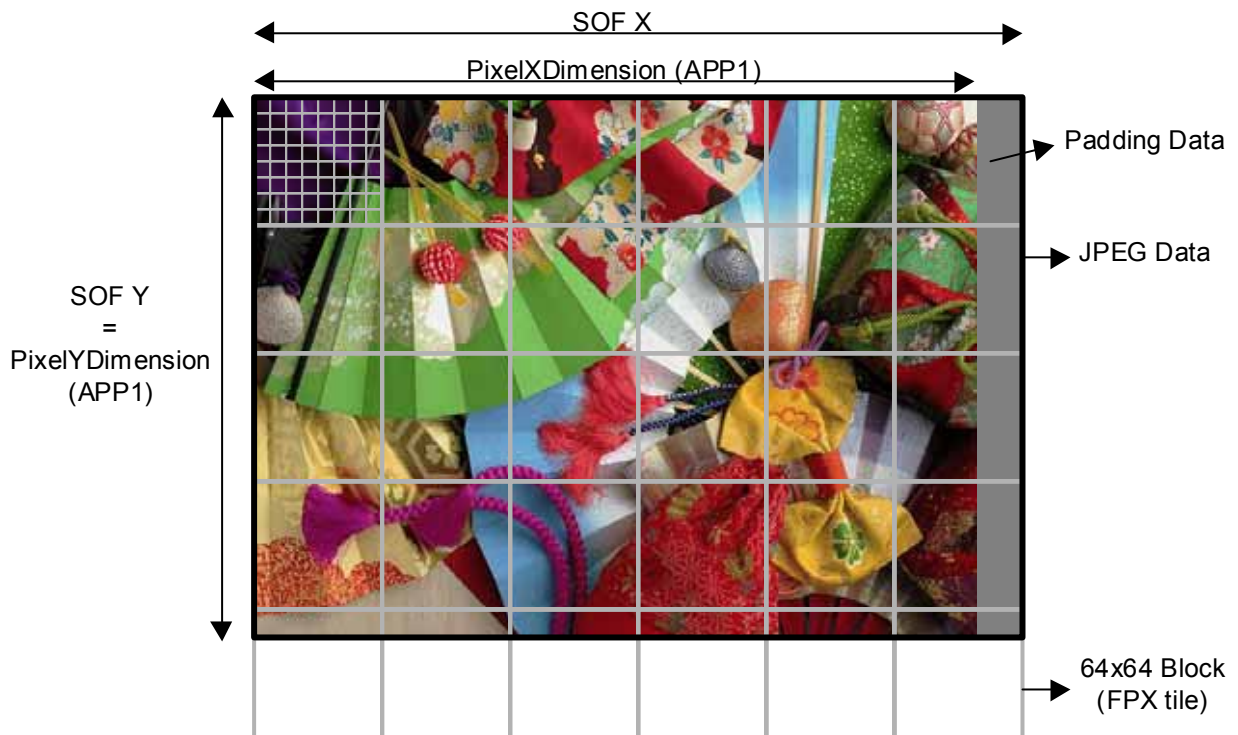 SOF X
PixelXDimension (APP1)
Padding Data
JPEG Data
SOF Y
=
PixelYDimension
(APP1)
64x64 Block
(FPX tile)